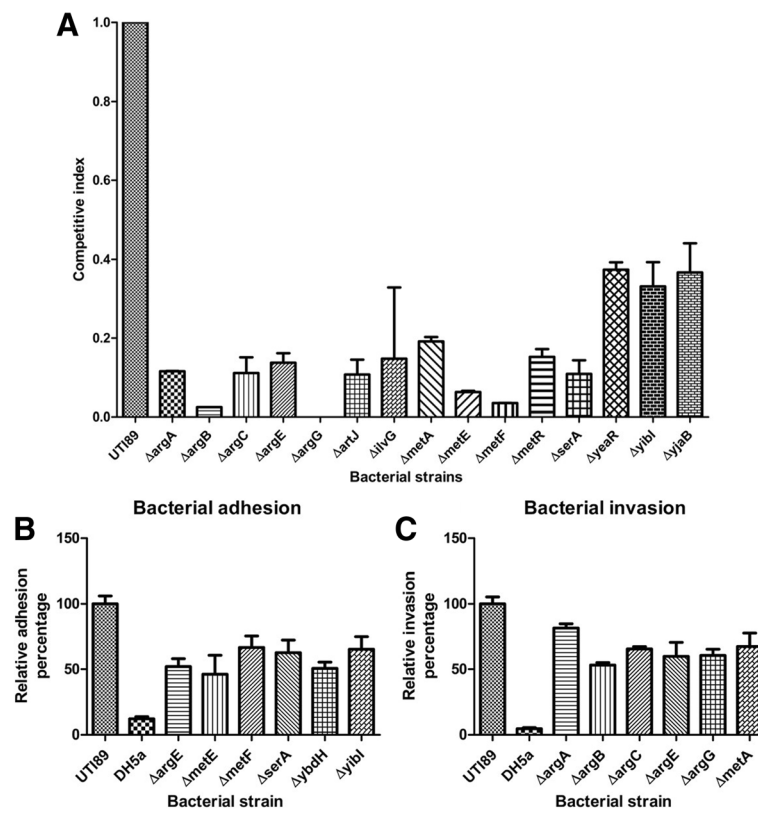 A
1.0
0.8
0.6
0.4
0.2
0.0
Competitive index
UTI89 ΔargA ΔargB ΔargC ΔargE ΔargG ΔartJ ΔilvG ΔmetA ΔmetE ΔmetF ΔmetR ΔserA ΔyeaR ΔyibI ΔyjaB
Bacterial strains
Bacterial adhesion
B
150
100
50
0
Relative adhesion
percentage
UTI89 DH5a ΔargE ΔmetE ΔmetF ΔserA ΔybdH ΔyibI
Bacterial strain
Bacterial invasion
C
150
100
50
0
Relative invasion
percentage
UTI89 DH5a ΔargA ΔargB ΔargC ΔargE ΔargG ΔmetA
Bacterial strain